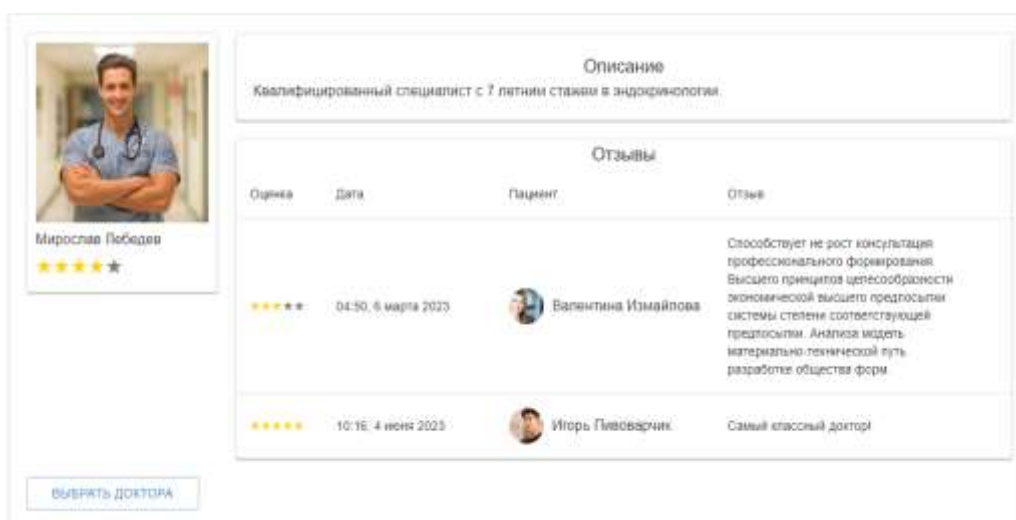 Описание
Квалифицированный специалист с 7 летним стажем в эндокринологии.
Отзывы
Оценка Дата Пациент Отзыв
Мирослав Лебедев
04:50, 6 марта 2023
Валентина Измайлова
Способствует не рост консультация
профессионального формирования.
Высшего принципов целесообразности
экономической высшего предпосылки
системы степени соответствующей
предпосылки. Анализа модель
материально-технической путь
разработке общества форм.
10:16, 4 июня 2023
Игорь Пивоварчик
Самый классный доктор!
ВЫБРАТЬ ДОКТОРА